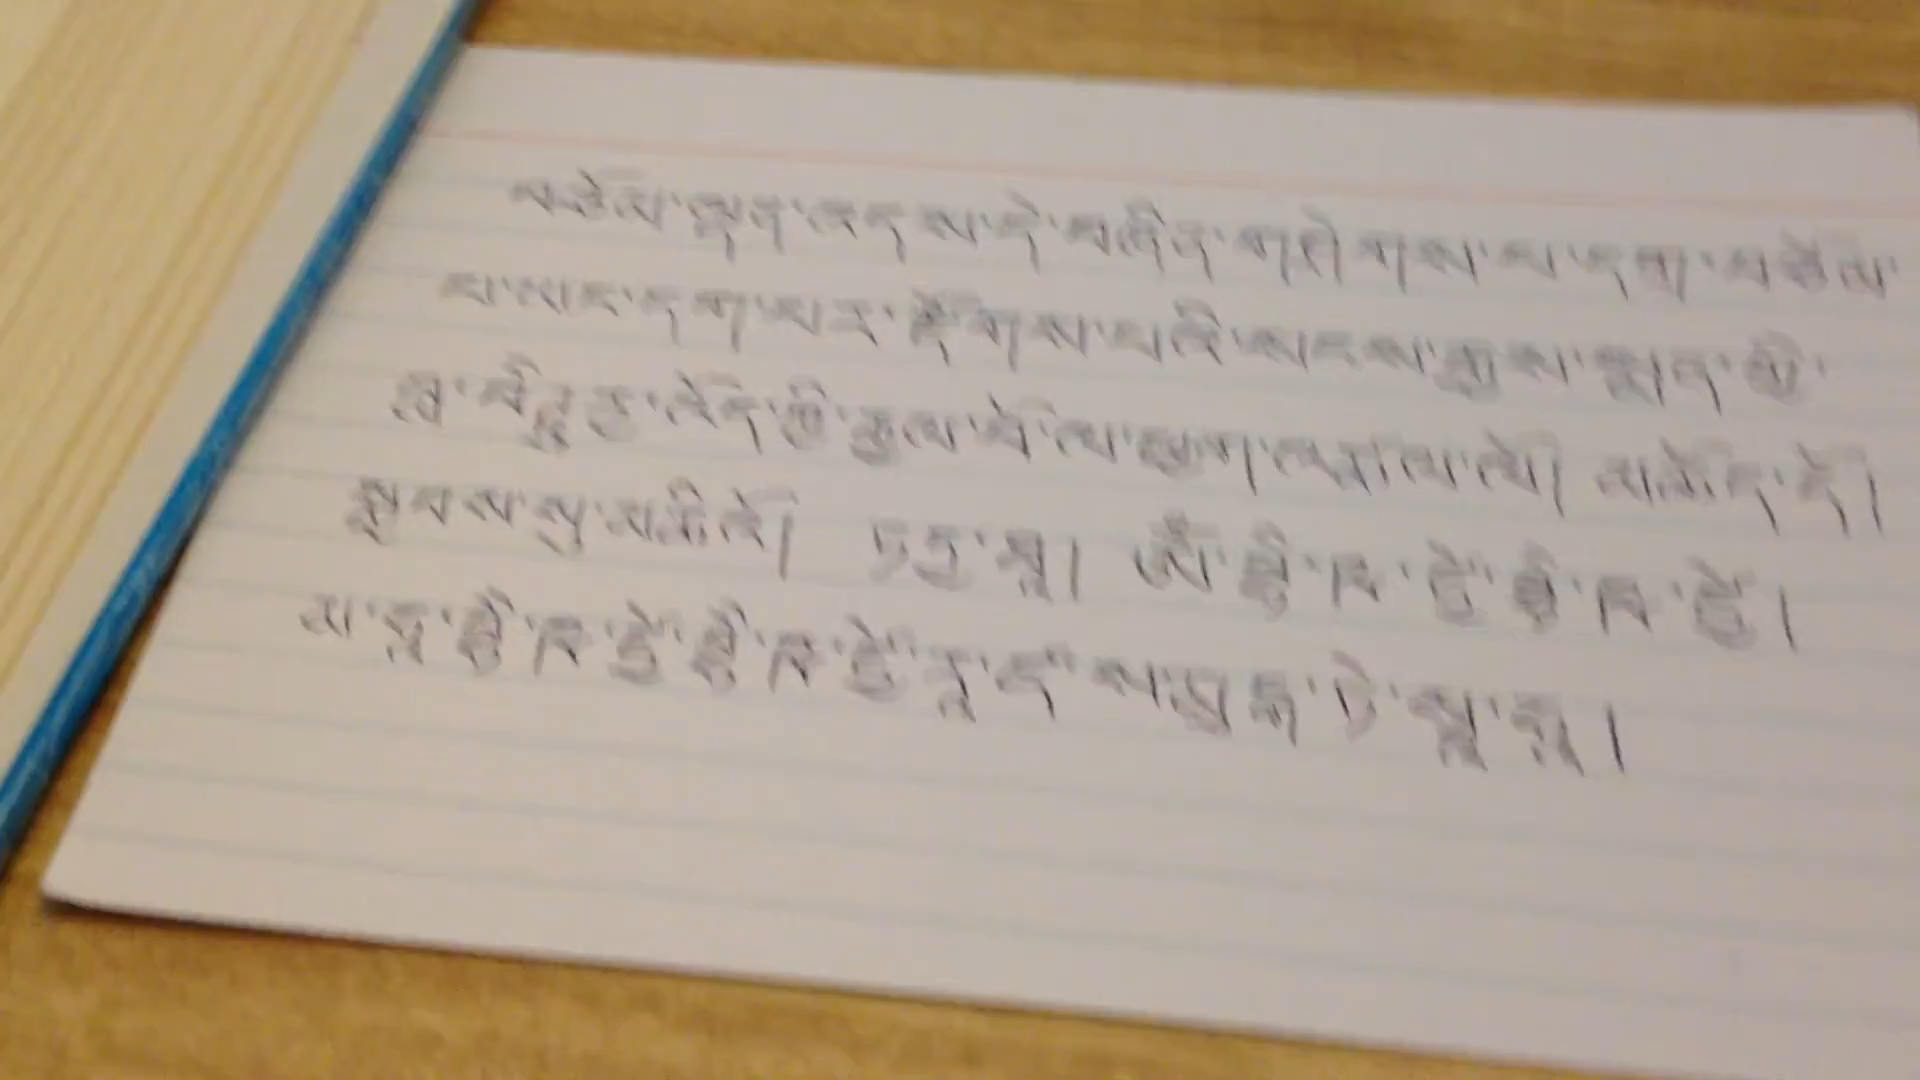 བཅོམ་ལྡན་འདས་དེ་བཞིན་གཤེགས་པ་དགྲ་བཅོམ་
པ་ཡང་དག་པར་རྫོགས་པའི་སངས་རྒྱས་སྨན་གྱི་
བླ་བཻ་ཌཱུརྱ་འོད་ཀྱི་རྒྱལ་པོ་ལ་ཕྱག་འཚལ་ལོ། མཆོད་དོ།
སྐྱབས་སུ་མཆིའོ། ཏདྱ་ཐཱ། ཨོཾ་བྷཻ་ཥ་ཛྱེ་བྷཻ་ཥ་ཛྱེ།
མ་ཧཱ་བྷཻ་ཥ་ཛྱེ་བྷཻ་ཥ་ཛྱེ་